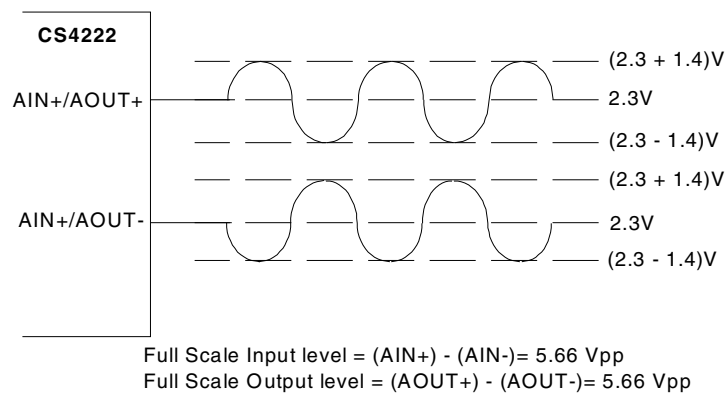 CS4222
(2.3 + 1.4)V
AIN+/AOUT+
2.3V
(2.3 - 1.4)V
(2.3 + 1.4)V
AIN+/AOUT-
2.3V
(2.3 - 1.4)V
Full Scale Input level = (AIN+) - (AIN-)= 5.66 Vpp
Full Scale Output level = (AOUT+) - (AOUT-)= 5.66 Vpp